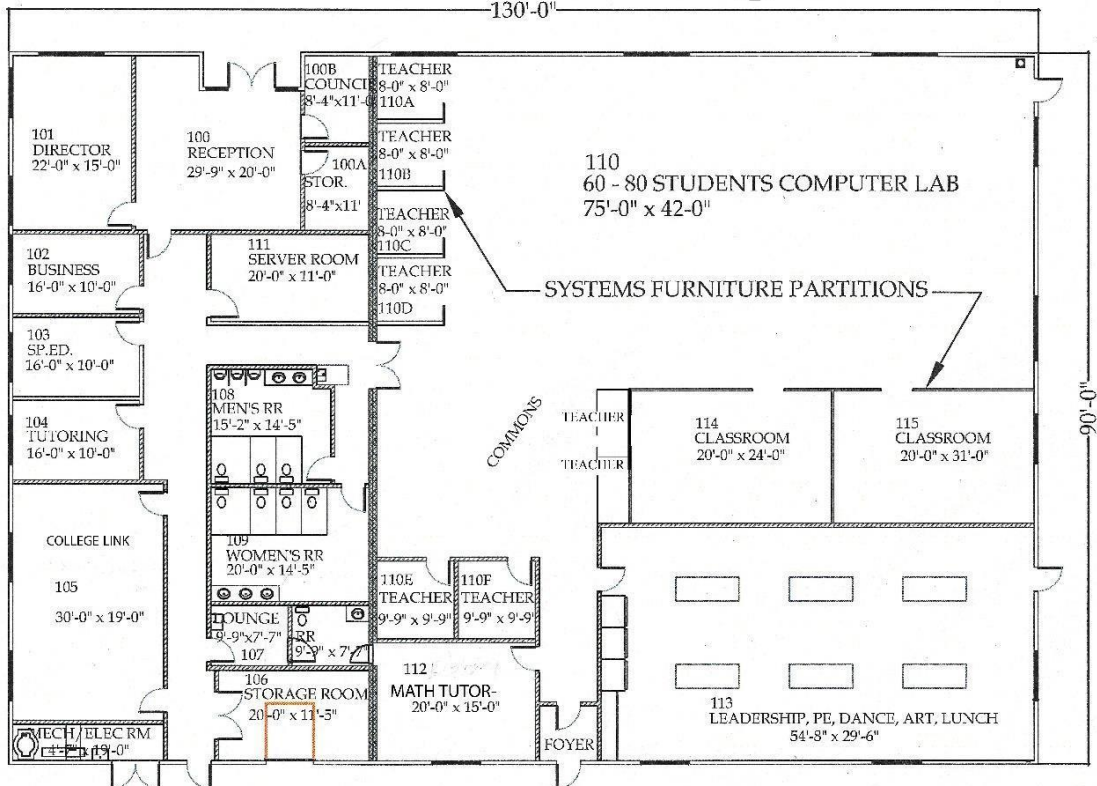 130'-0"
101
DIRECTOR
22'-0" x 15'-0"
100
RECEPTION
29'-9" x 20'-0"
100B
COUNCI
8'-4"x11'-0
100A
STOR.
8'-4"x11'
TEACHER
8-0" x 8'-0"
110A
TEACHER
8-0" x 8'-0"
110B
TEACHER
8-0" x 8'-0"
110C
TEACHER
8-0" x 8'-0"
110D
110
60 - 80 STUDENTS COMPUTER LAB
75'-0" x 42'-0"
SYSTEMS FURNITURE PARTITIONS
102
BUSINESS
16'-0" x 10'-0"
111
SERVER ROOM
20'-0" x 11'-0"
103
SP.ED.
16'-0" x 10'-0"
104
TUTORING
16'-0" x 10'-0"
108
MEN'S RR
15'-2" x 14'-5"
COMMONS
TEACHER
TEACHER
114
CLASSROOM
20'-0" x 24'-0"
115
CLASSROOM
20'-0" x 31'-0"
90'-0"
COLLEGE LINK
105
30'-0" x 19'-0"
109
WOMEN'S RR
20'-0" x 14'-5"
110E
TEACHER
9'-9" x 9'-9"
110F
TEACHER
9'-9" x 9'-9'
LOUNGE
9'-9"x7'-7"
107
RR
9'-9" x 7'-7"
106
STORAGE ROOM
20'-0" x 11'-5"
112
MATH TUTOR-
20'-0" x 15'-0"
FOYER
113
LEADERSHIP, PE, DANCE, ART, LUNCH
54'-8" x 29'-6"
MECH/ELEC RM
4'-7" x 19'-0"